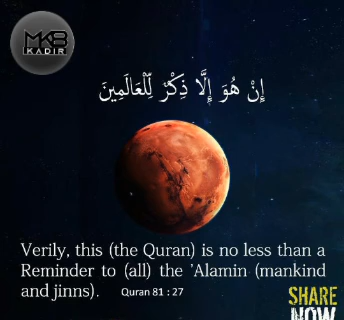 MKB
KADIR
إِنْ هُوَ إِلَّا ذِكْرٌ لِّلْعَالَمِينَ
Verily, this (the Quran) is no less than a
Reminder to (all) the 'Alamin (mankind
and jinns). Quran 81 : 27
SHARE
NOW